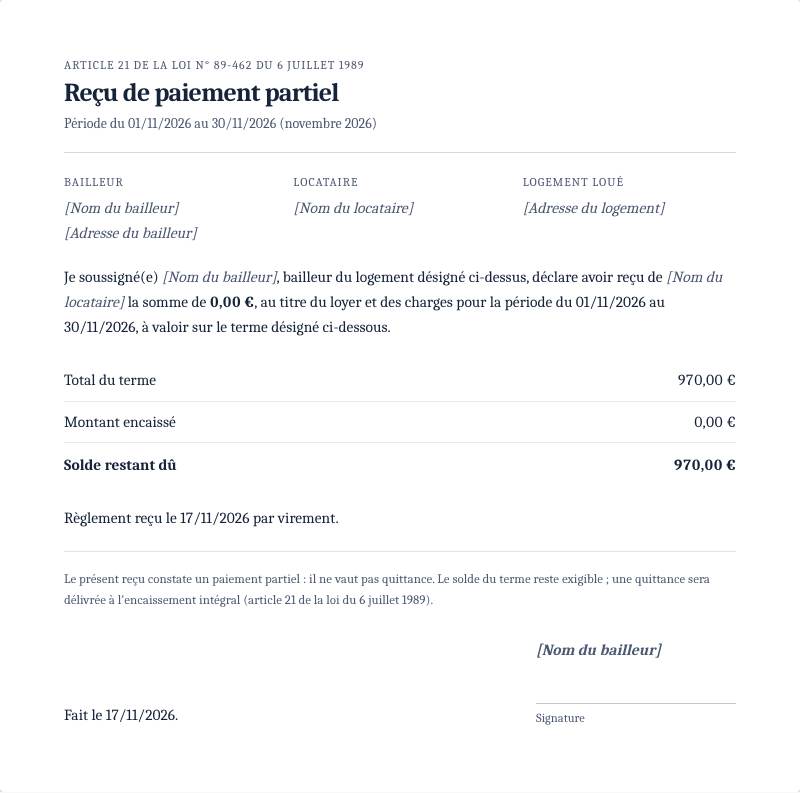 ARTICLE 21 DE LA LOI N° 89-462 DU 6 JUILLET 1989
Reçu de paiement partiel
Période du 01/11/2026 au 30/11/2026 (novembre 2026)
BAILLEUR
[Nom du bailleur]
[Adresse du bailleur]
LOCATAIRE
[Nom du locataire]
LOGEMENT LOUÉ
[Adresse du logement]
Je soussigné(e) [Nom du bailleur], bailleur du logement désigné ci-dessus, déclare avoir reçu de [Nom du
locataire] la somme de 0,00 €, au titre du loyer et des charges pour la période du 01/11/2026 au
30/11/2026, à valoir sur le terme désigné ci-dessous.
Total du terme 970,00 €
Montant encaissé 0,00 €
Solde restant dû 970,00 €
Règlement reçu le 17/11/2026 par virement.
Le présent reçu constate un paiement partiel : il ne vaut pas quittance. Le solde du terme reste exigible ; une quittance sera
délivrée à l'encaissement intégral (article 21 de la loi du 6 juillet 1989).
[Nom du bailleur]
Fait le 17/11/2026.
Signature